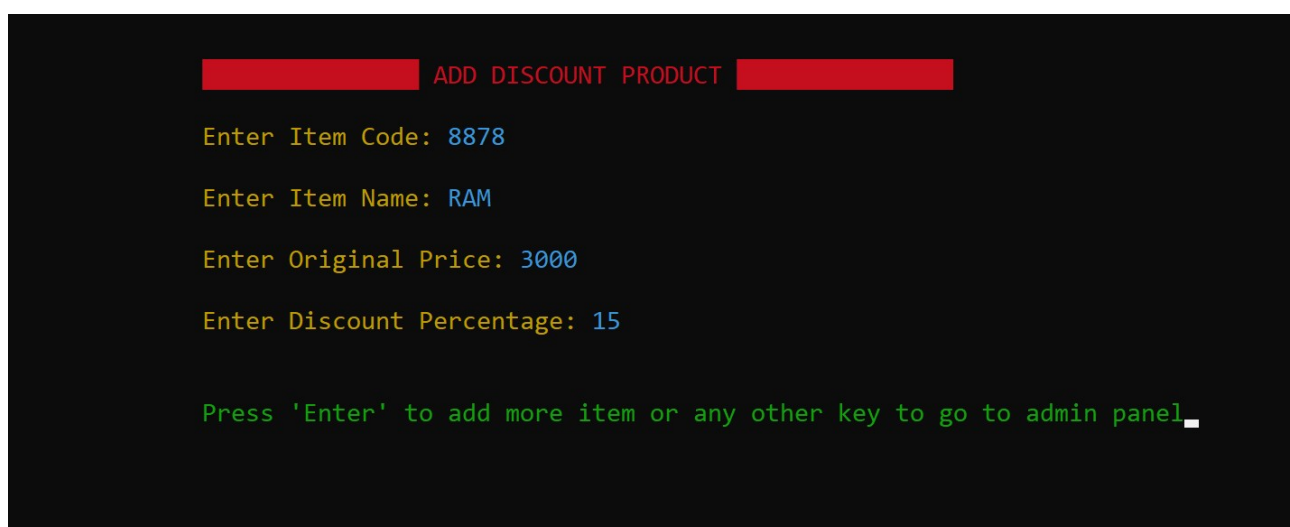 ADD DISCOUNT PRODUCT
Enter Item Code: 8878
Enter Item Name: RAM
Enter Original Price: 3000
Enter Discount Percentage: 15
Press 'Enter' to add more item or any other key to go to admin panel